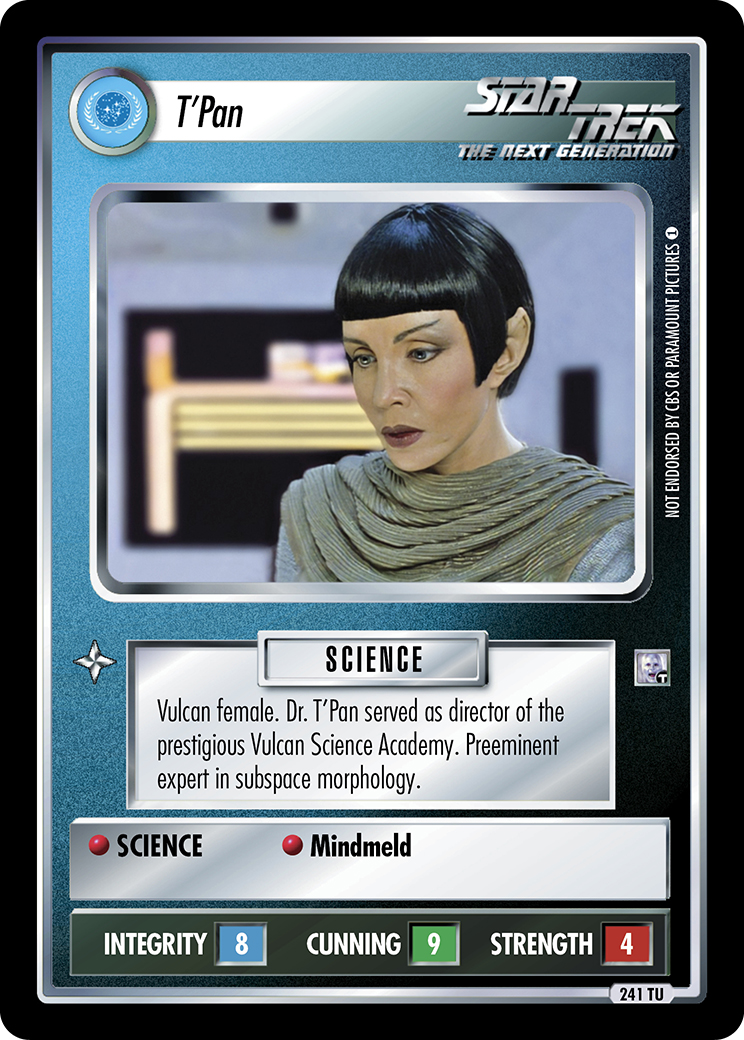 T'Pan
STAR TREK
THE NEXT GENERATION
NOT ENDORSED BY CBS OR PARAMOUNT PICTURES 1
SCIENCE
Vulcan female. Dr. T'Pan served as director of the
prestigious Vulcan Science Academy. Preeminent
expert in subspace morphology.
T
SCIENCE Mindmeld
INTEGRITY 8 CUNNING 9 STRENGTH 4
241 TU